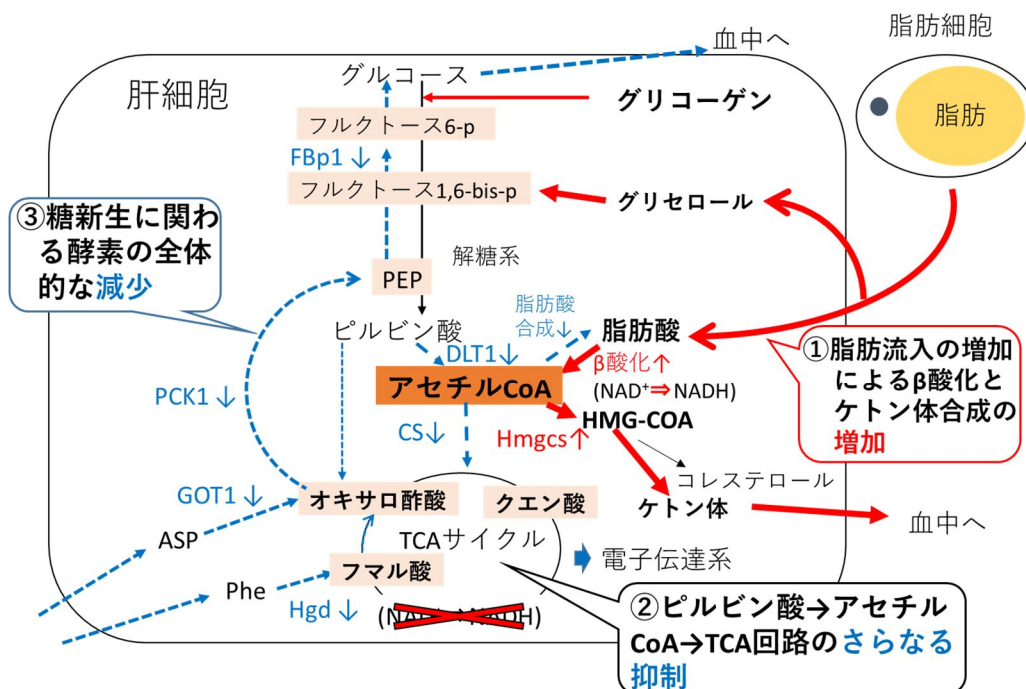 血中へ
脂肪細胞
グルコース
肝細胞
グリコーゲン
脂肪
フルクトース6-p
FBp1 ↓
フルクトース1,6-bis-p
グリセロール
③糖新生に関わ
る酵素の全体
的な減少
解糖系
PEP
脂肪酸
合成↓
ピルビン酸
脂肪酸
DLT1↓
β酸化↑
①脂肪流入の増加
によるβ酸化と
ケトン体合成の
増加
アセチルCoA
(NAD⁺⇒NADH)
PCK1 ↓
CS↓
Hmgcs↑
HMG-COA
コレステロール
GOT1 ↓
オキサロ酢酸
クエン酸
ケトン体
血中へ
ASP
TCAサイクル
電子伝達系
フマル酸
Phe
Hgd ↓
②ピルビン酸→アセチル
CoA→TCA回路のさらなる
抑制